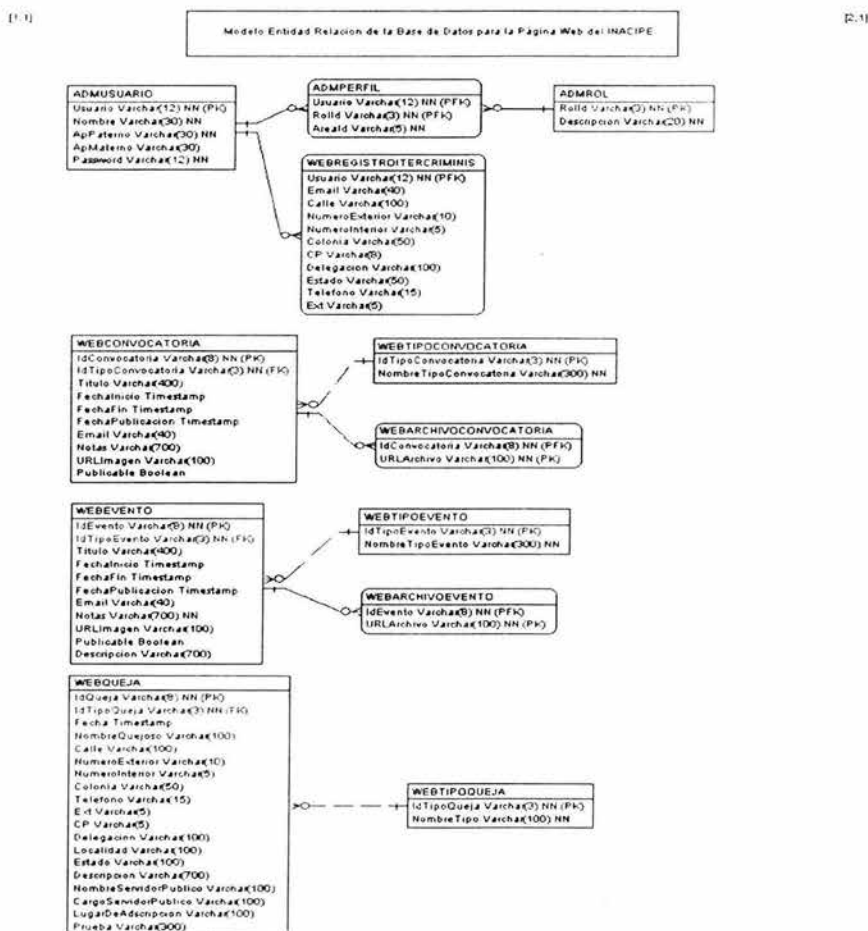 [1,1]
[2,1]
Modelo Entidad Relacion de la Base de Datos para la Página Web del INACIPE
ADMUSUARIO
Usuario Varchar(12) NN (PK)
Nombre Varchar(30) NN
ApPaterno Varchar(30) NN
ApMaterno Varchar(30)
Password Varchar(12) NN
ADMPERFIL
Usuario Varchar(12) NN (PFK)
RolId Varchar(3) NN (PFK)
AreaId Varchar(5) NN
ADMROL
RolId Varchar(3) NN (PK)
Descripcion Varchar(20) NN
WEBREGISTROITERCRIMINIS
Usuario Varchar(12) NN (PFK)
Email Varchar(40)
Calle Varchar(100)
NumeroExterior Varchar(10)
NumeroInterior Varchar(5)
Colonia Varchar(50)
CP Varchar(8)
Delegacion Varchar(100)
Estado Varchar(50)
Telefono Varchar(15)
Ext Varchar(5)
WEBCONVOCATORIA
IdConvocatoria Varchar(8) NN (PK)
IdTipoConvocatoria Varchar(3) NN (FK)
Titulo Varchar(400)
FechaInicio Timestamp
FechaFin Timestamp
FechaPublicacion Timestamp
Email Varchar(40)
Notas Varchar(700)
URLImagen Varchar(100)
Publicable Boolean
WEBTIPOCONVOCATORIA
IdTipoConvocatoria Varchar(3) NN (PK)
NombreTipoConvocatoria Varchar(300) NN
WEBARCHIVOCONVOCATORIA
IdConvocatoria Varchar(8) NN (PFK)
URLArchivo Varchar(100) NN (PK)
WEBEVENTO
IdEvento Varchar(8) NN (PK)
IdTipoEvento Varchar(3) NN (FK)
Titulo Varchar(400)
FechaInicio Timestamp
FechaFin Timestamp
FechaPublicacion Timestamp
Email Varchar(40)
Notas Varchar(700) NN
URLImagen Varchar(100)
Publicable Boolean
Descripcion Varchar(700)
WEBTIPOEVENTO
IdTipoEvento Varchar(3) NN (PK)
NombreTipoEvento Varchar(300) NN
WEBARCHIVOEVENTO
IdEvento Varchar(8) NN (PFK)
URLArchivo Varchar(100) NN (PK)
WEBQUEJA
IdQueja Varchar(8) NN (PK)
IdTipoQueja Varchar(3) NN (FK)
Fecha Timestamp
NombreQuejoso Varchar(100)
Calle Varchar(100)
NumeroExterior Varchar(10)
NumeroInterior Varchar(5)
Colonia Varchar(50)
Telefono Varchar(15)
Ext Varchar(5)
CP Varchar(5)
Delegacion Varchar(100)
Localidad Varchar(100)
Estado Varchar(100)
Descripcion Varchar(700)
NombreServidorPublico Varchar(100)
CargoServidorPublico Varchar(100)
LugarDeAdscripcion Varchar(100)
Prueba Varchar(300)
WEBTIPOQUEJA
IdTipoQueja Varchar(3) NN (PK)
NombreTipo Varchar(100) NN